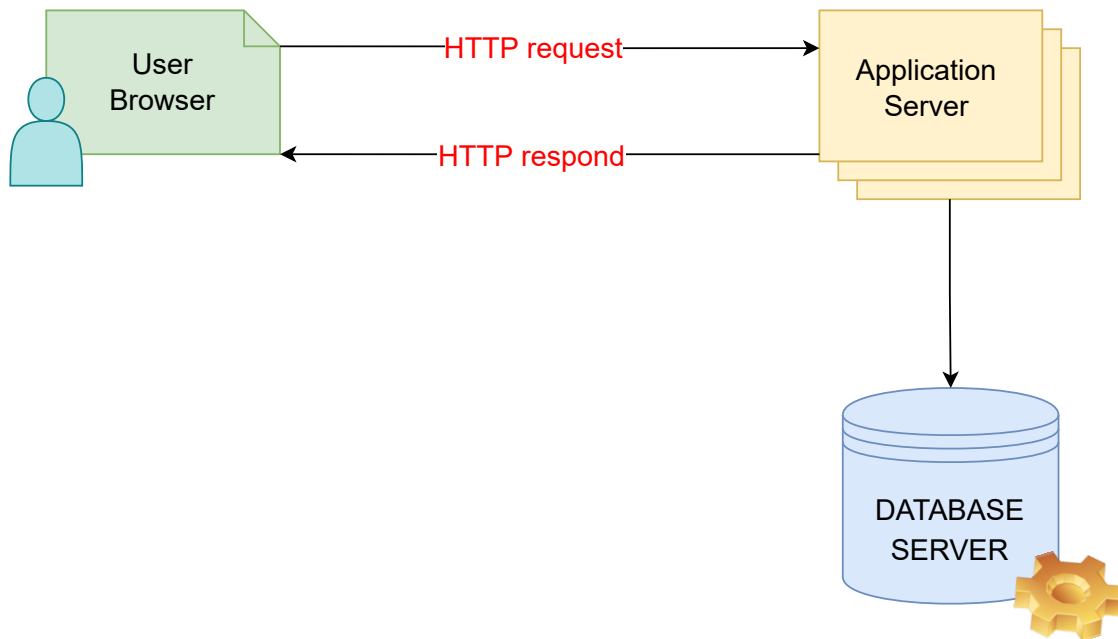 User
Browser
HTTP request
Application
Server
HTTP respond
DATABASE
SERVER